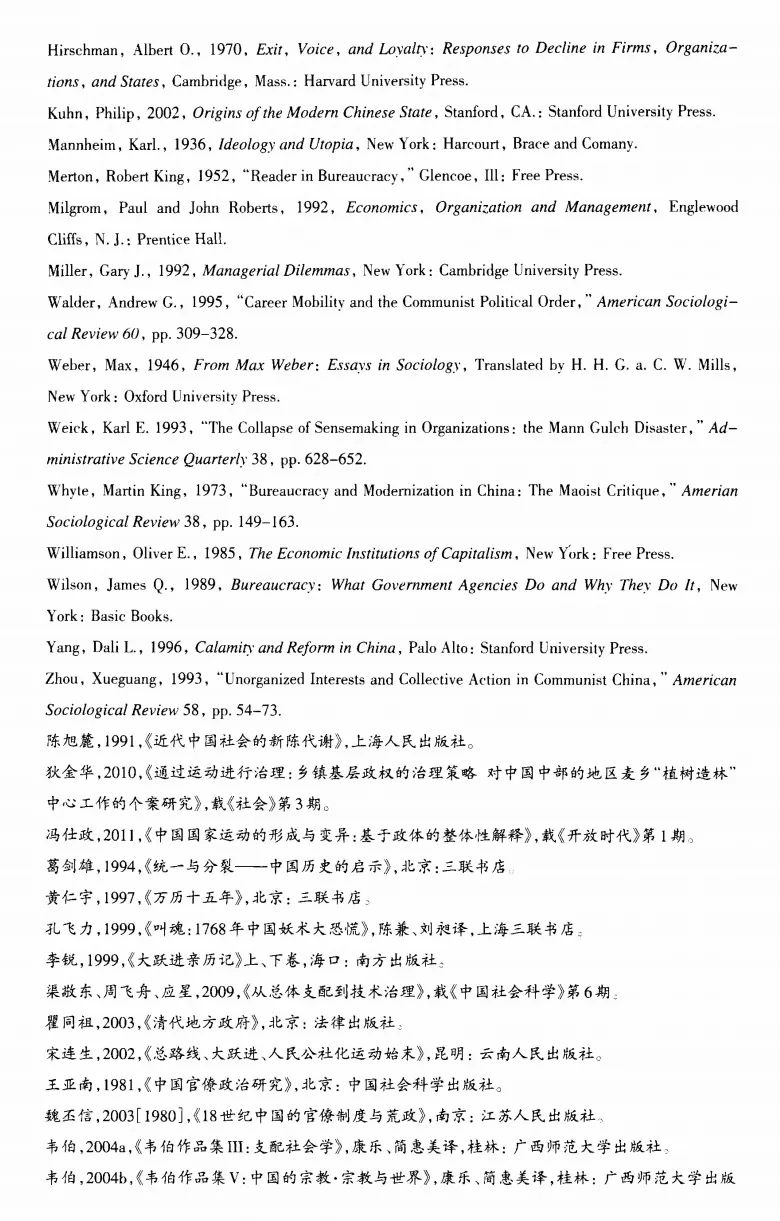 Hirschman, Albert O., 1970, Exit, Voice, and Loyalty: Responses to Decline in Firms, Organiza-
tions, and States, Cambridge, Mass.: Harvard University Press.
Kuhn, Philip, 2002, Origins of the Modern Chinese State, Stanford, CA.: Stanford University Press.
Mannheim, Karl., 1936, Ideology and Utopia, New York: Harcourt, Brace and Comany.
Merton, Robert King, 1952, “Reader in Bureaucracy,” Glencoe, Ill: Free Press.
Milgrom, Paul and John Roberts, 1992, Economics, Organization and Management, Englewood
Cliffs, N. J.: Prentice Hall.
Miller, Gary J., 1992, Managerial Dilemmas, New York: Cambridge University Press.
Walder, Andrew G., 1995, “Career Mobility and the Communist Political Order,” American Sociologi-
cal Review 60, pp. 309–328.
Weber, Max, 1946, From Max Weber: Essays in Sociology, Translated by H. H. G. a. C. W. Mills,
New York: Oxford University Press.
Weick, Karl E. 1993, “The Collapse of Sensemaking in Organizations: the Mann Gulch Disaster,” Ad-
ministrative Science Quarterly 38, pp. 628–652.
Whyte, Martin King, 1973, “Bureaucracy and Modernization in China: The Maoist Critique,” Amerian
Sociological Review 38, pp. 149–163.
Williamson, Oliver E., 1985, The Economic Institutions of Capitalism, New York: Free Press.
Wilson, James Q., 1989, Bureaucracy: What Government Agencies Do and Why They Do It, New
York: Basic Books.
Yang, Dali L., 1996, Calamity and Reform in China, Palo Alto: Stanford University Press.
Zhou, Xueguang, 1993, “Unorganized Interests and Collective Action in Communist China,” American
Sociological Review 58, pp. 54–73.
陈旭麓,1991,《近代中国社会的新陈代谢》,上海人民出版社。
狄金华,2010,《通过运动进行治理:乡镇基层政权的治理策略 对中国中部的地区麦乡“植树造林”
中心工作的个案研究》,载《社会》第3期。
冯仕政,2011,《中国国家运动的形成与变异:基于政体的整体性解释》,载《开放时代》第1期。
葛剑雄,1994,《统一与分裂——中国历史的启示》,北京:三联书店。
黄仁宇,1997,《万历十五年》,北京: 三联书店。
孔飞力,1999,《叫魂:1768年中国妖术大恐慌》,陈兼、刘昶译,上海三联书店。
李锐,1999,《大跃进亲历记》上、下卷,海口: 南方出版社。
渠敬东、周飞舟、应星,2009,《从总体支配到技术治理》,载《中国社会科学》第6期。
瞿同祖,2003,《清代地方政府》,北京: 法律出版社。
宋连生,2002,《总路线、大跃进、人民公社化运动始末》,昆明: 云南人民出版社。
王亚南,1981,《中国官僚政治研究》,北京: 中国社会科学出版社。
魏丕信,2003[1980],《18世纪中国的官僚制度与荒政》,南京: 江苏人民出版社。
韦伯,2004a,《韦伯作品集III:支配社会学》,康乐、简惠美译,桂林: 广西师范大学出版社。
韦伯,2004b,《韦伯作品集V:中国的宗教·宗教与世界》,康乐、简惠美译,桂林: 广西师范大学出版